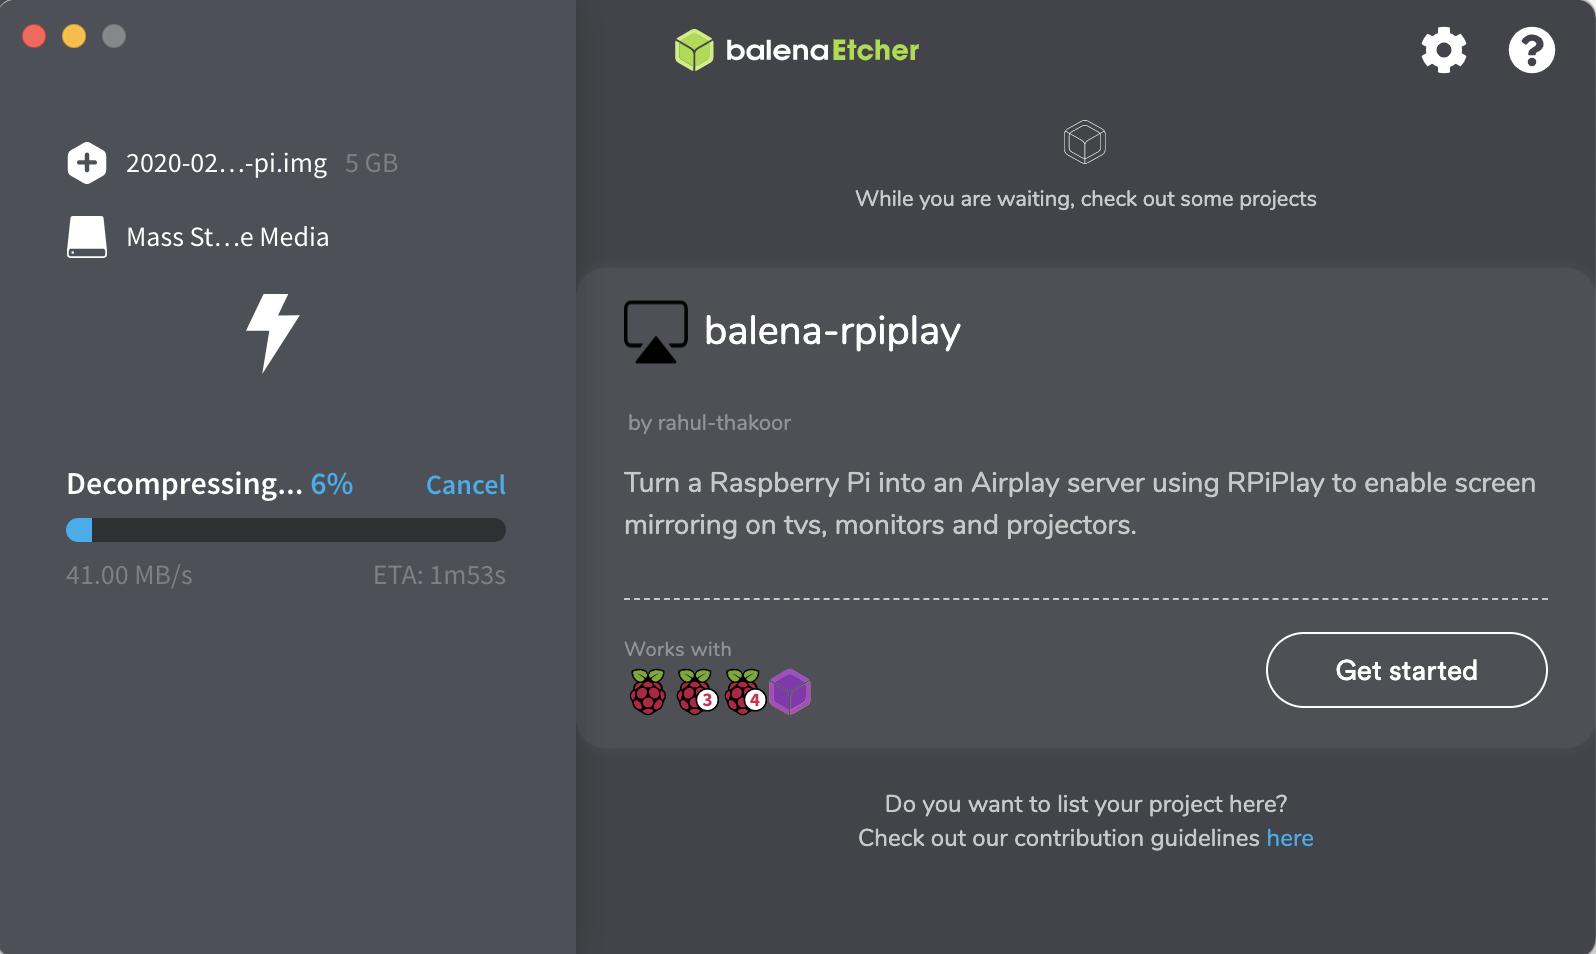 balenaEtcher
2020-02...-pi.img 5 GB
Mass St...e Media
Decompressing... 6% Cancel
41.00 MB/s ETA: 1m53s
While you are waiting, check out some projects
balena-rpiplay
by rahul-thakoor
Turn a Raspberry Pi into an Airplay server using RPiPlay to enable screen
mirroring on tvs, monitors and projectors.
Works with
3 4
Get started
Do you want to list your project here?
Check out our contribution guidelines here